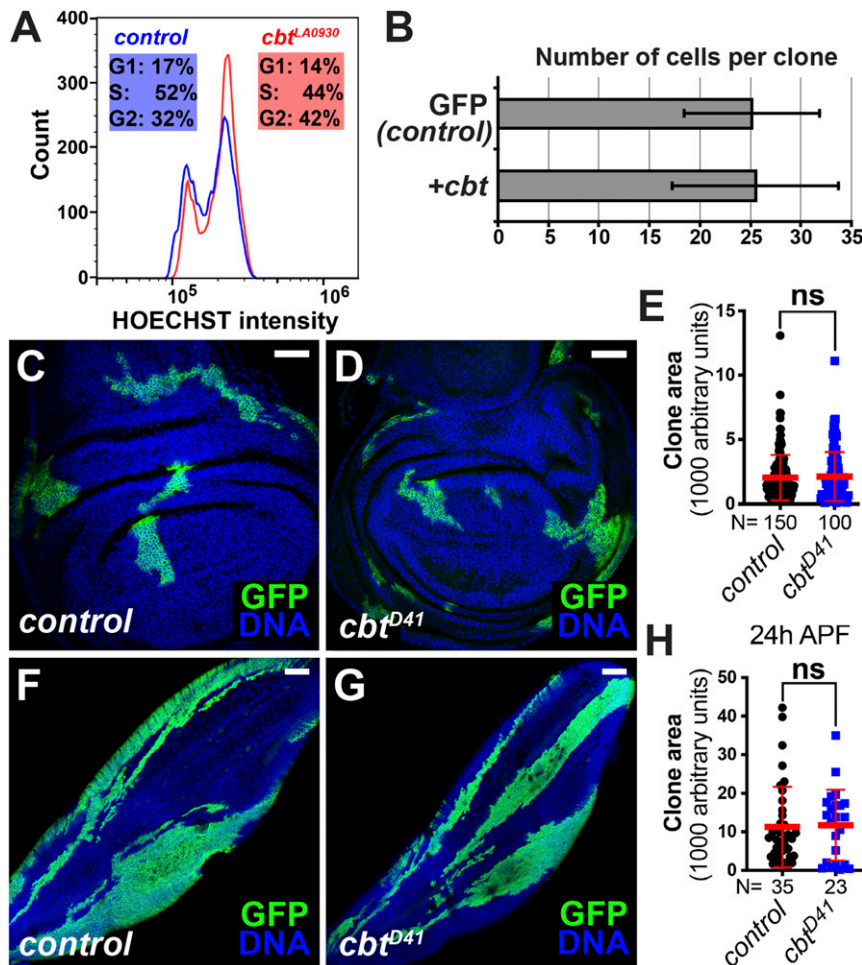 A
control
G1: 17%
S: 52%
G2: 32%
cbtLA0930
G1: 14%
S: 44%
G2: 42%
400
300
200
100
0
Count
10^5
10^6
HOECHST intensity
B
Number of cells per clone
GFP
(control)
+cbt
0 5 10 15 20 25 30 35
C
control
GFP
DNA
D
cbtD41
GFP
DNA
E
ns
15
10
5
0
Clone area
(1000 arbitrary units)
N= 150 100
control
cbtD41
F
control
GFP
DNA
G
cbtD41
GFP
DNA
H
24h APF
ns
50
40
30
20
10
0
Clone area
(1000 arbitrary units)
N= 35 23
control
cbtD41